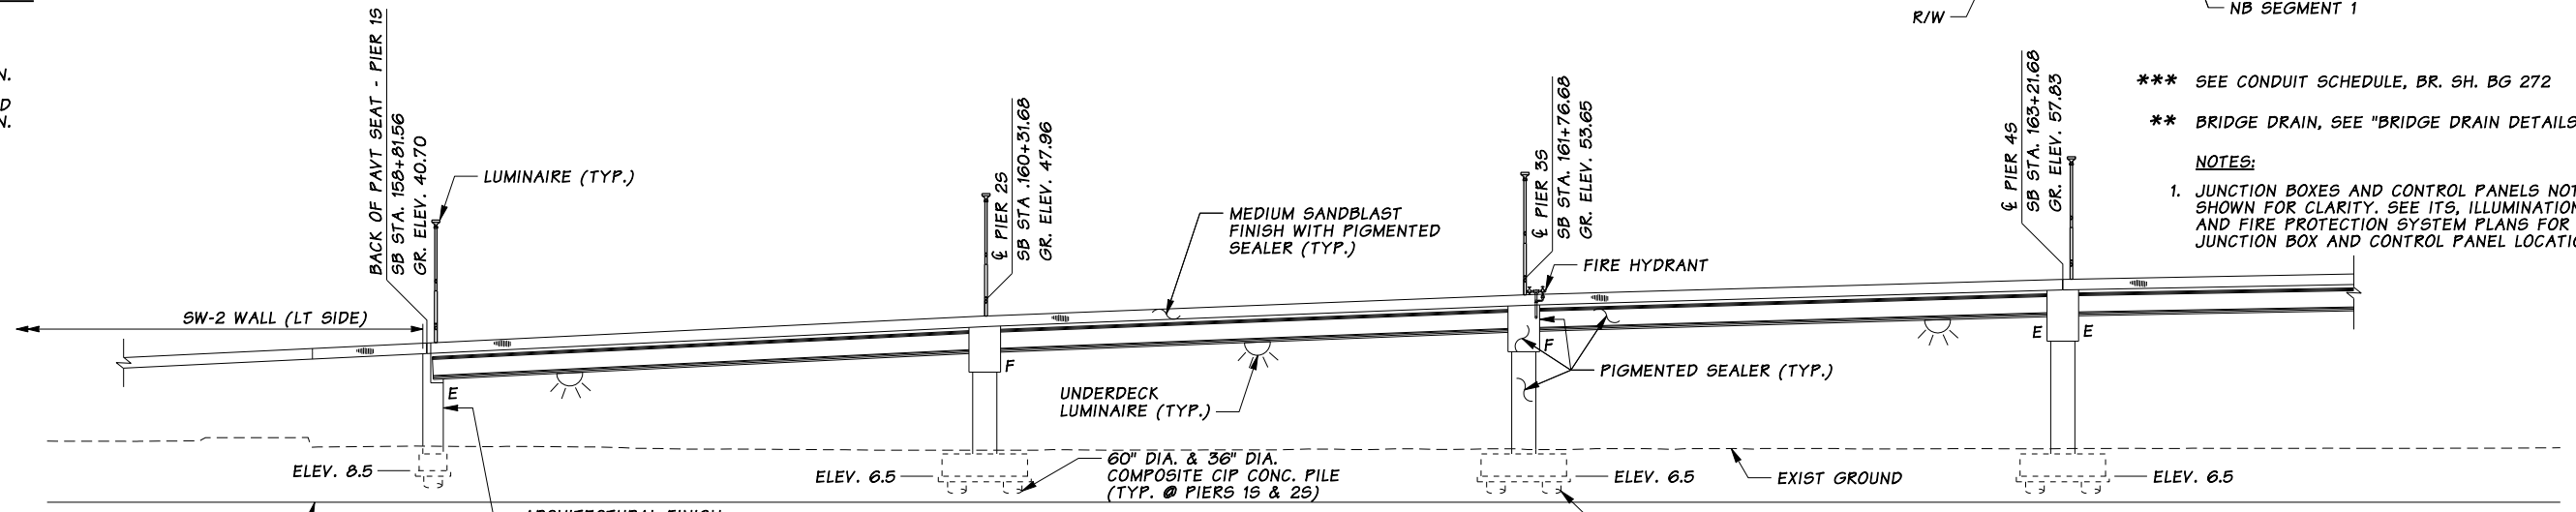 R/W
NB SEGMENT 1
N.
D
N.
BACK OF PAVT SEAT - PIER 1S
SB STA. 158+81.56
GR. ELEV. 40.70
LUMINAIRE (TYP.)
℄ PIER 2S
SB STA .160+31.68
GR. ELEV. 47.96
MEDIUM SANDBLAST
FINISH WITH PIGMENTED
SEALER (TYP.)
℄ PIER 3S
SB STA. 161+76.68
GR. ELEV. 53.65
FIRE HYDRANT
℄ PIER 4S
SB STA. 163+21.68
GR. ELEV. 57.83
*** SEE CONDUIT SCHEDULE, BR. SH. BG 272
** BRIDGE DRAIN, SEE "BRIDGE DRAIN DETAILS
NOTES:
1. JUNCTION BOXES AND CONTROL PANELS NOT
SHOWN FOR CLARITY. SEE ITS, ILLUMINATION
AND FIRE PROTECTION SYSTEM PLANS FOR
JUNCTION BOX AND CONTROL PANEL LOCATIO
SW-2 WALL (LT SIDE)
E
F
F
E
E
UNDERDECK
LUMINAIRE (TYP.)
PIGMENTED SEALER (TYP.)
ELEV. 8.5
ELEV. 6.5
60" DIA. & 36" DIA.
COMPOSITE CIP CONC. PILE
(TYP. @ PIERS 1S & 2S)
ELEV. 6.5
EXIST GROUND
ELEV. 6.5
ARCHITECTURAL FINISH